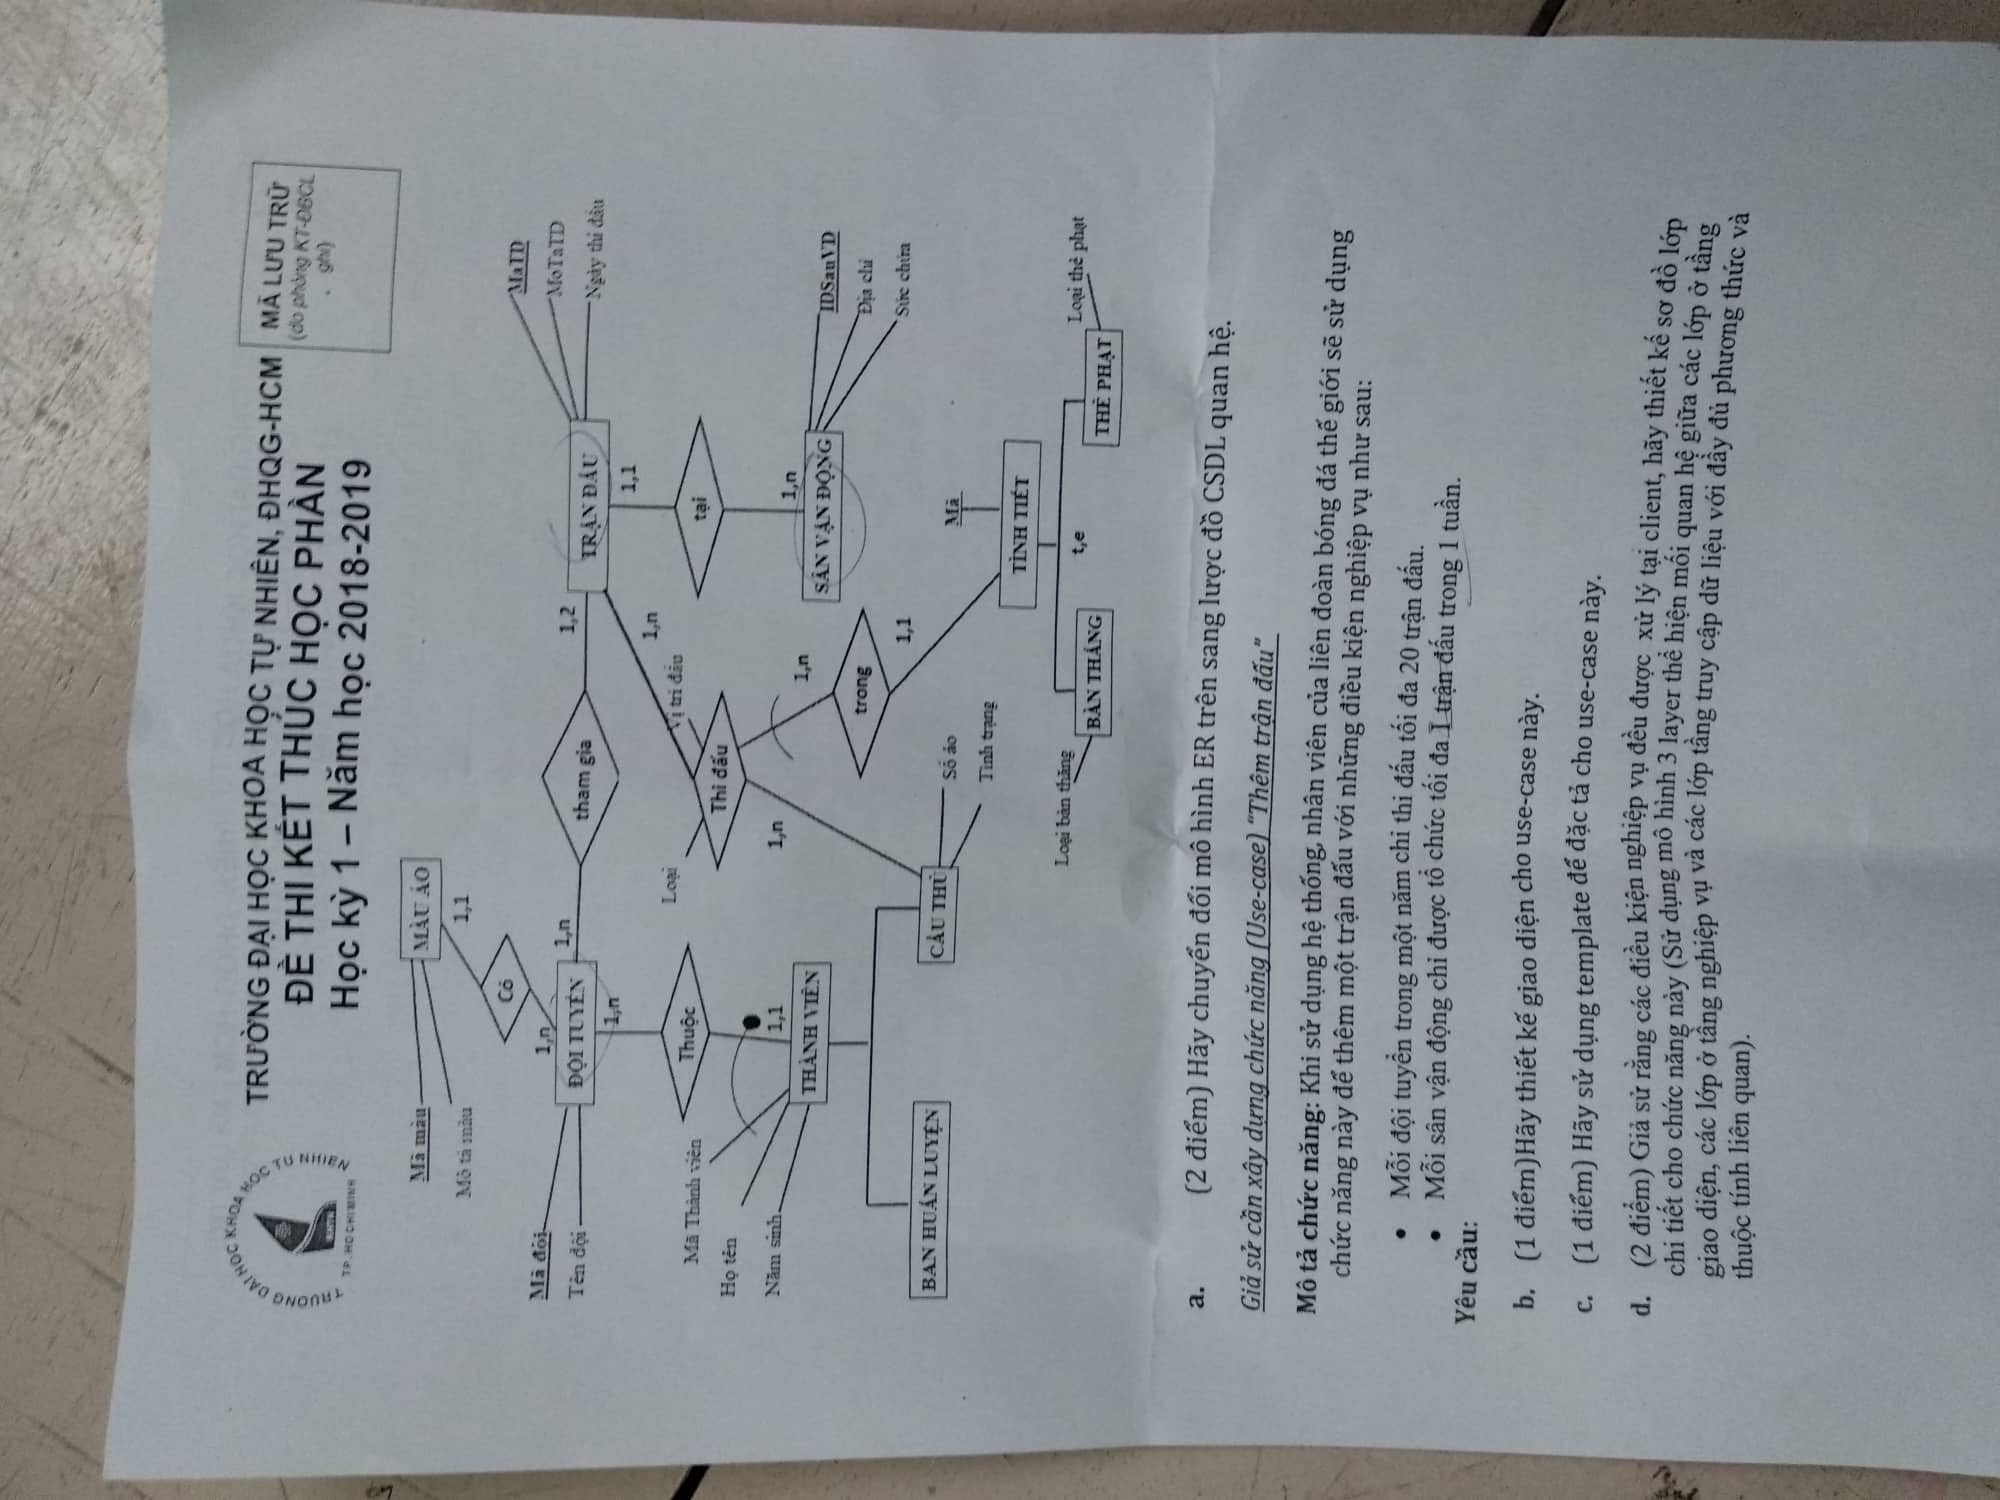 TRƯỜNG ĐẠI HỌC KHOA HỌC TỰ NHIÊN
TP. HO CHI MINH
TRƯỜNG ĐẠI HỌC KHOA HỌC TỰ NHIÊN, ĐHQG-HCM
ĐỀ THI KẾT THÚC HỌC PHẦN
Học kỳ 1 – Năm học 2018-2019
MÃ LƯU TRỮ
(do phòng KT-ĐBCL
ghi)
Mã màu
Mô tả màu
MÀU ÁO
1,1
Có
1,n
Mã đội
Tên đội
ĐỘI TUYỂN
1,n
1,n
tham gia
1,2
TRẬN ĐẤU
MaTD
MoTaTD
Ngày thi đấu
1,1
1,n
Thuộc
Loại
Thi đấu
Vị trí đấu
tại
Mã Thành viên
Họ tên
Năm sinh
1,1
THÀNH VIÊN
1,n
1,n
1,n
SÂN VẬN ĐỘNG
IDSanVD
Địa chỉ
Sức chứa
trong
1,1
BAN HUẤN LUYỆN
CẦU THỦ
Số áo
Tình trạng
Mã
TÌNH TIẾT
t,e
Loại bàn thắng
BÀN THẮNG
THẺ PHẠT
Loại thẻ phạt
a. (2 điểm) Hãy chuyển đổi mô hình ER trên sang lược đồ CSDL quan hệ.
Giả sử cần xây dựng chức năng (Use-case) "Thêm trận đấu"
Mô tả chức năng: Khi sử dụng hệ thống, nhân viên của liên đoàn bóng đá thế giới sẽ sử dụng
chức năng này để thêm một trận đấu với những điều kiện nghiệp vụ như sau:
• Mỗi đội tuyển trong một năm chỉ thi đấu tối đa 20 trận đấu.
• Mỗi sân vận động chỉ được tổ chức tối đa 1 trận đấu trong 1 tuần.
Yêu cầu:
b. (1 điểm)Hãy thiết kế giao diện cho use-case này.
c. (1 điểm) Hãy sử dụng template để đặc tả cho use-case này.
d. (2 điểm) Giả sử rằng các điều kiện nghiệp vụ đều được xử lý tại client, hãy thiết kế sơ đồ lớp
chi tiết cho chức năng này (Sử dụng mô hình 3 layer thể hiện mối quan hệ giữa các lớp ở tầng
giao diện, các lớp ở tầng nghiệp vụ và các lớp tầng truy cập dữ liệu với đầy đủ phương thức và
thuộc tính liên quan).